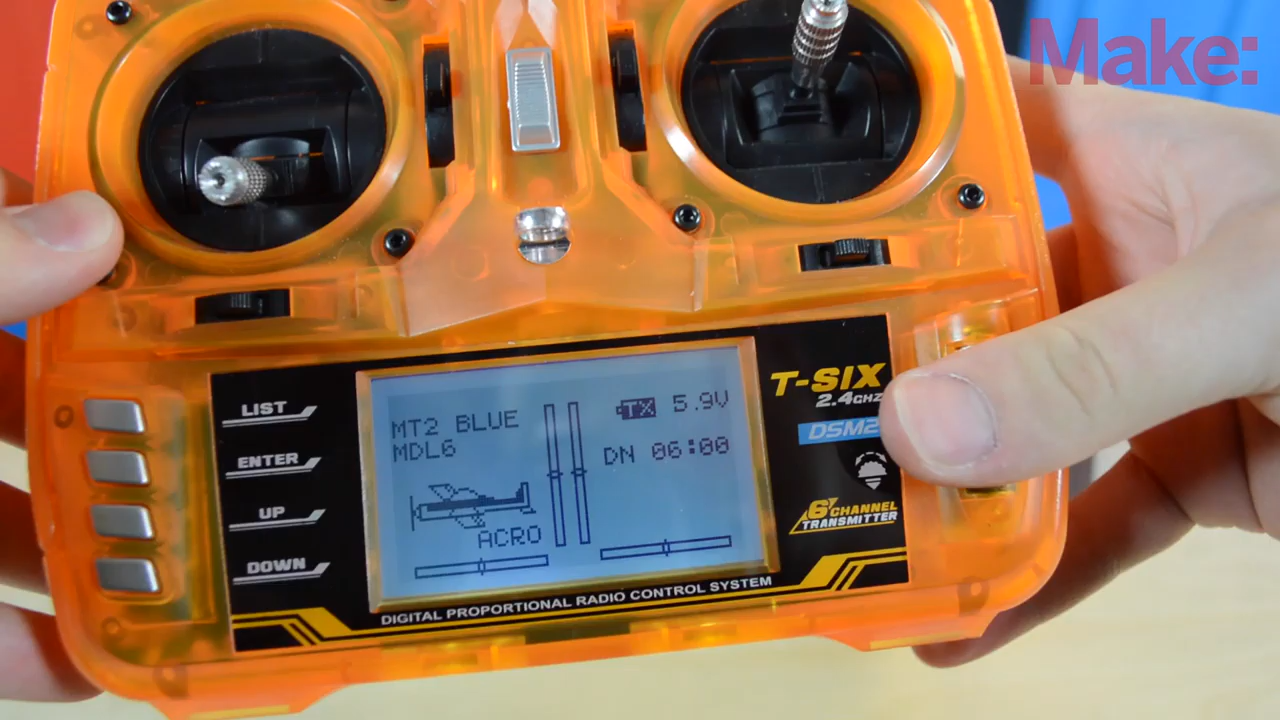 Make:
LIST
ENTER
UP
DOWN
MT2 BLUE
MDL6
ACRO
TX 5.9V
DN 06:00
T-SIX
2.4GHZ
DSM2
6 CHANNEL
TRANSMITTER
DIGITAL PROPORTIONAL RADIO CONTROL SYSTEM